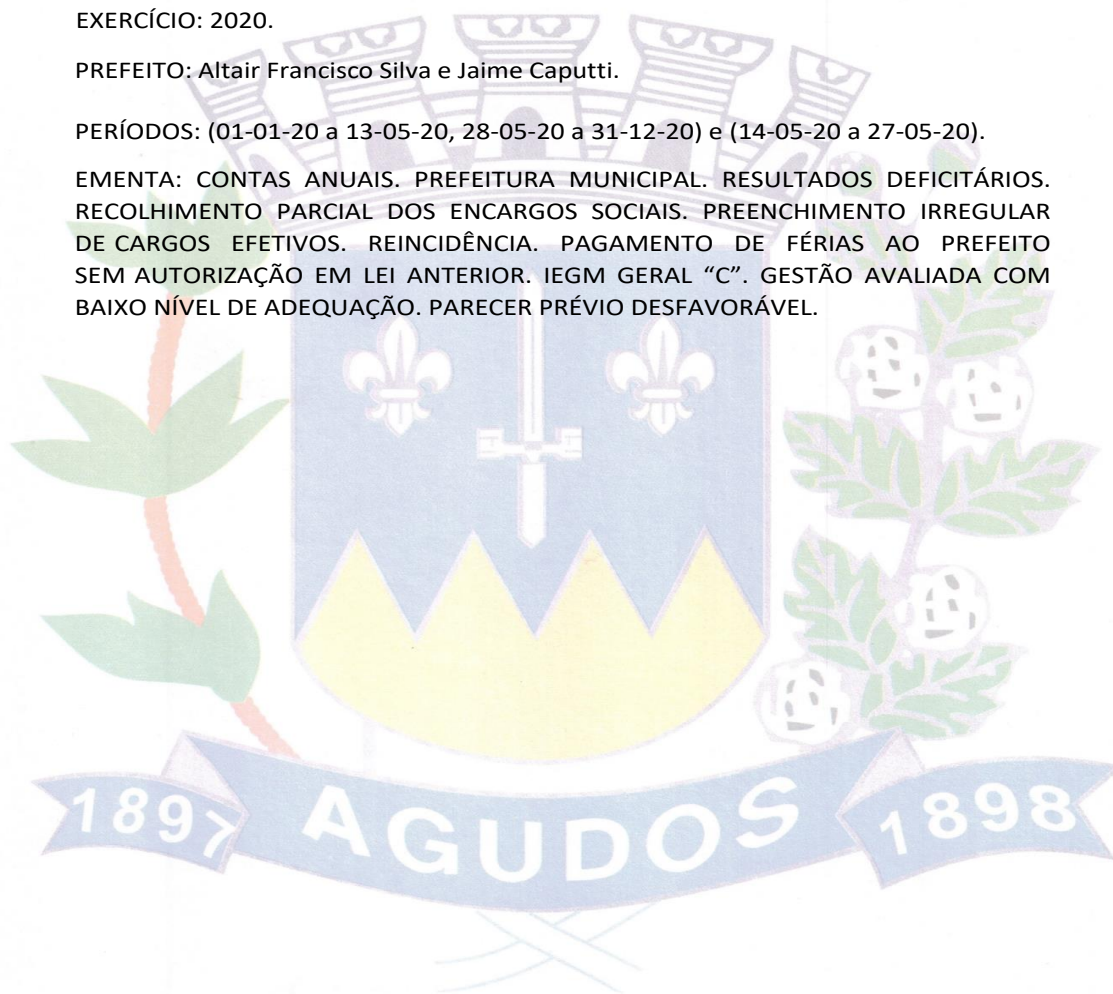 EXERCÍCIO: 2020.
PREFEITO: Altair Francisco Silva e Jaime Caputti.
PERÍODOS: (01-01-20 a 13-05-20, 28-05-20 a 31-12-20) e (14-05-20 a 27-05-20).
EMENTA: CONTAS ANUAIS. PREFEITURA MUNICIPAL. RESULTADOS DEFICITÁRIOS.
RECOLHIMENTO PARCIAL DOS ENCARGOS SOCIAIS. PREENCHIMENTO IRREGULAR
DE CARGOS EFETIVOS. REINCIDÊNCIA. PAGAMENTO DE FÉRIAS AO PREFEITO
SEM AUTORIZAÇÃO EM LEI ANTERIOR. IEGM GERAL “C”. GESTÃO AVALIADA COM
BAIXO NÍVEL DE ADEQUAÇÃO. PARECER PRÉVIO DESFAVORÁVEL.
1897 AGUDOS 1898